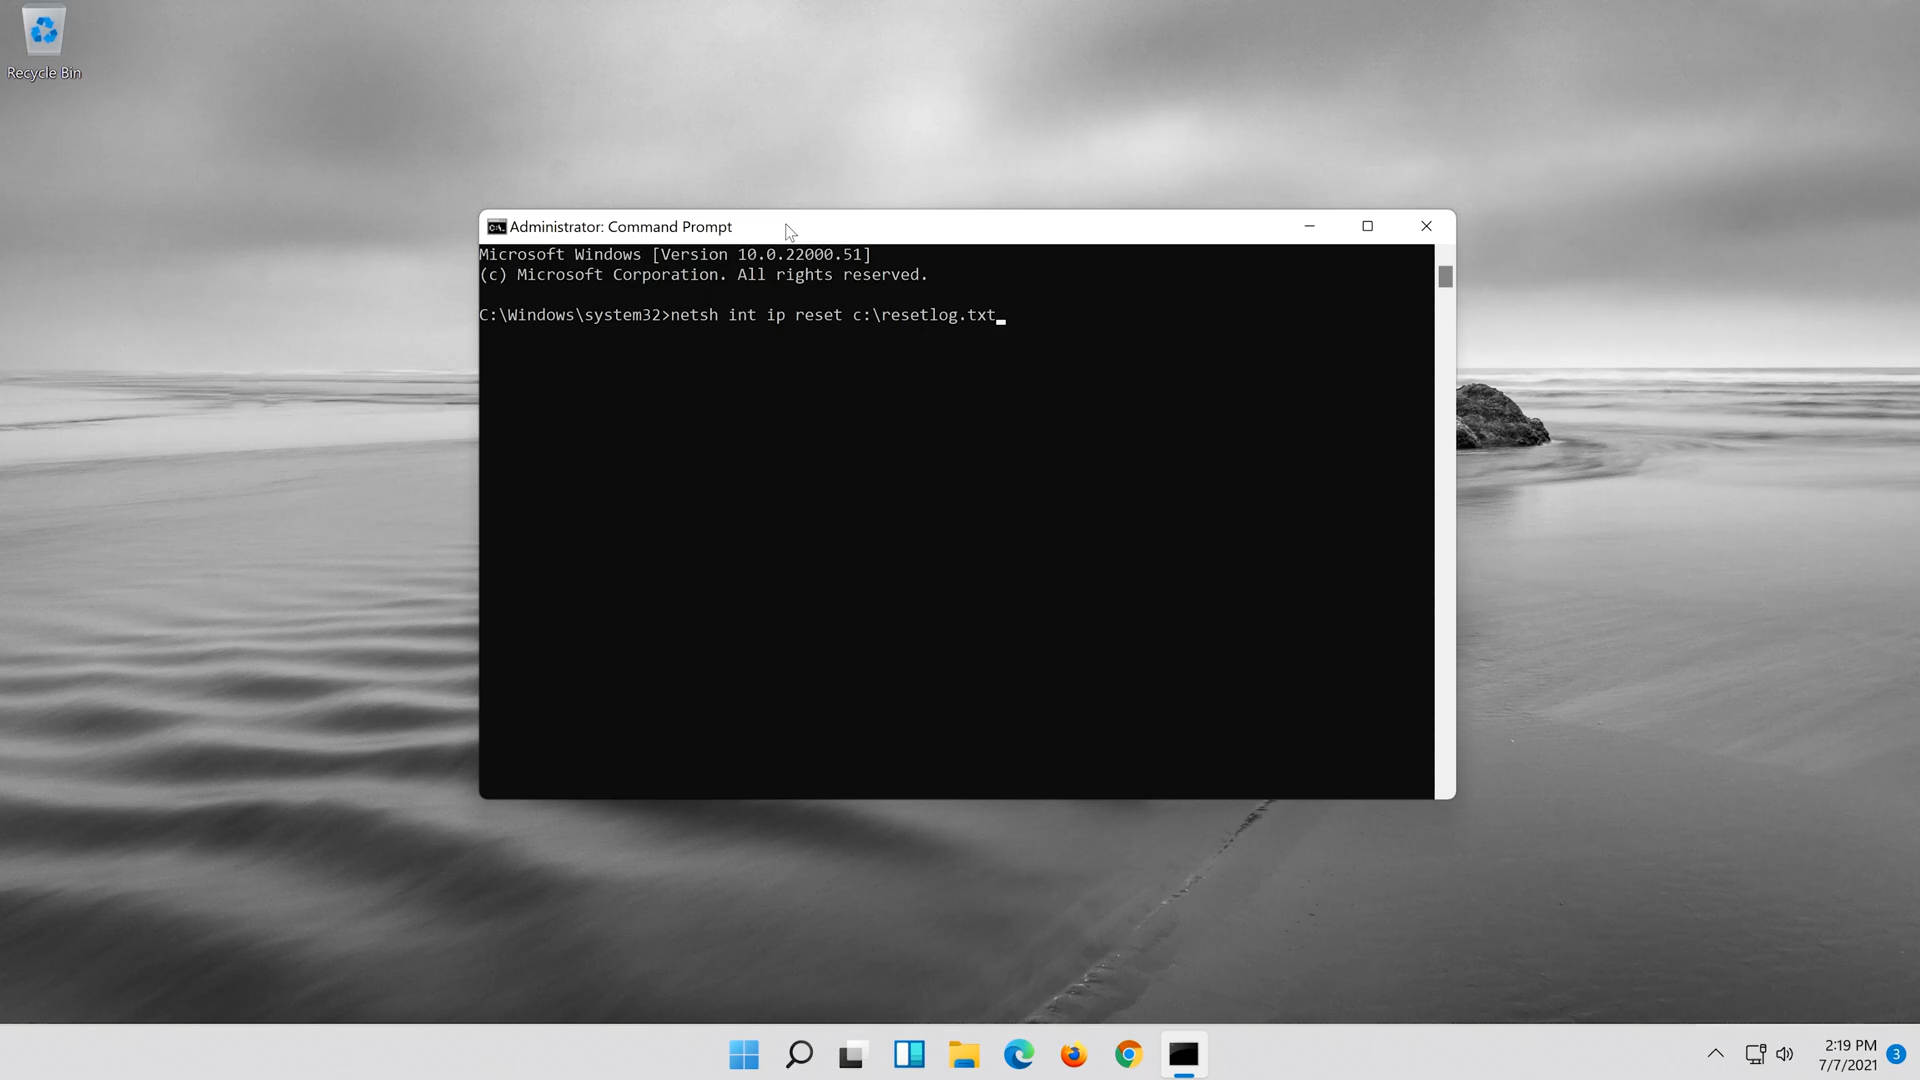 Recycle Bin
Administrator: Command Prompt
Microsoft Windows [Version 10.0.22000.51]
(c) Microsoft Corporation. All rights reserved.
C:\Windows\system32>netsh int ip reset c:\resetlog.txt
2:19 PM
7/7/2021
3